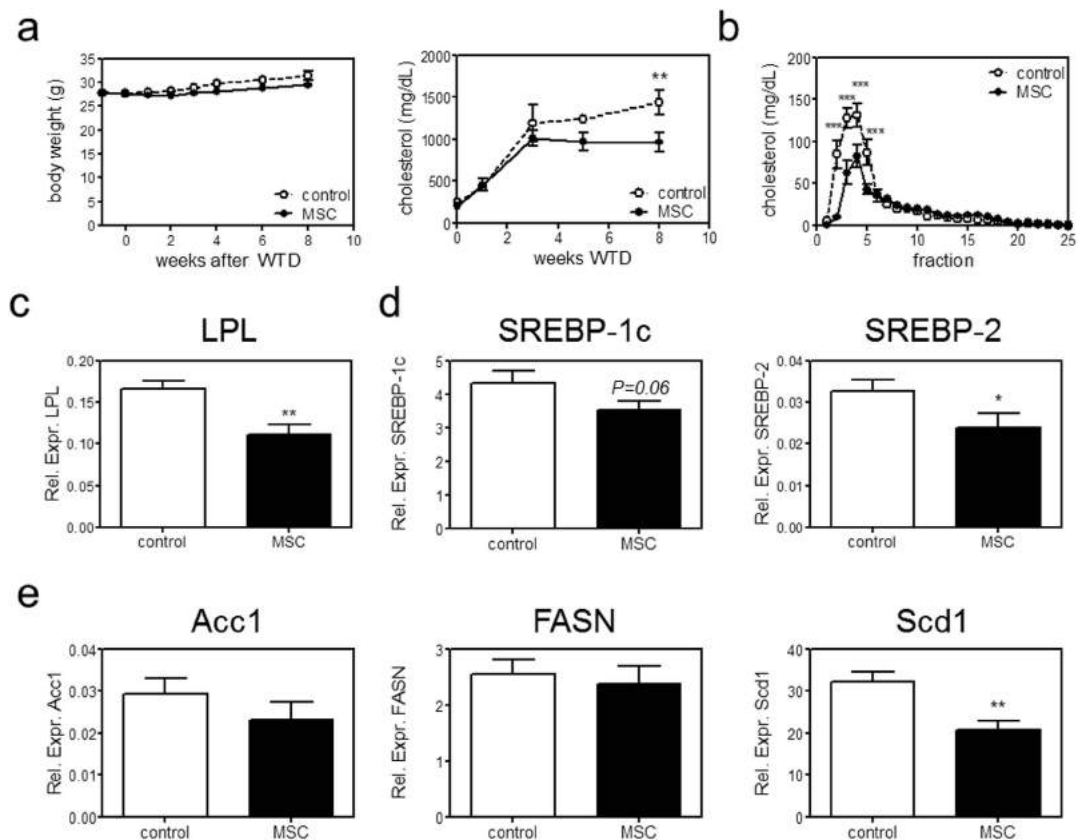 a
body weight (g)
35
30
25
20
15
10
5
0
control
MSC
0 2 4 6 8 10
weeks after WTD
cholesterol (mg/dL)
2000
1500
1000
500
0
**
control
MSC
0 2 4 6 8 10
weeks WTD
b
cholesterol (mg/dL)
200
150
100
50
0
***
***
***
***
control
MSC
0 5 10 15 20 25
fraction
c
LPL
Rel. Expr. LPL
0.20
0.15
0.10
0.05
0.00
**
control MSC
d
SREBP-1c
Rel. Expr. SREBP-1c
5
4
3
2
1
0
P=0.06
control MSC
SREBP-2
Rel. Expr. SREBP-2
0.04
0.03
0.02
0.01
0.00
*
control MSC
e
Acc1
Rel. Expr. Acc1
0.04
0.03
0.02
0.01
0.00
control MSC
FASN
Rel. Expr. FASN
3
2
1
0
control MSC
Scd1
Rel. Expr. Scd1
40
30
20
10
0
**
control MSC